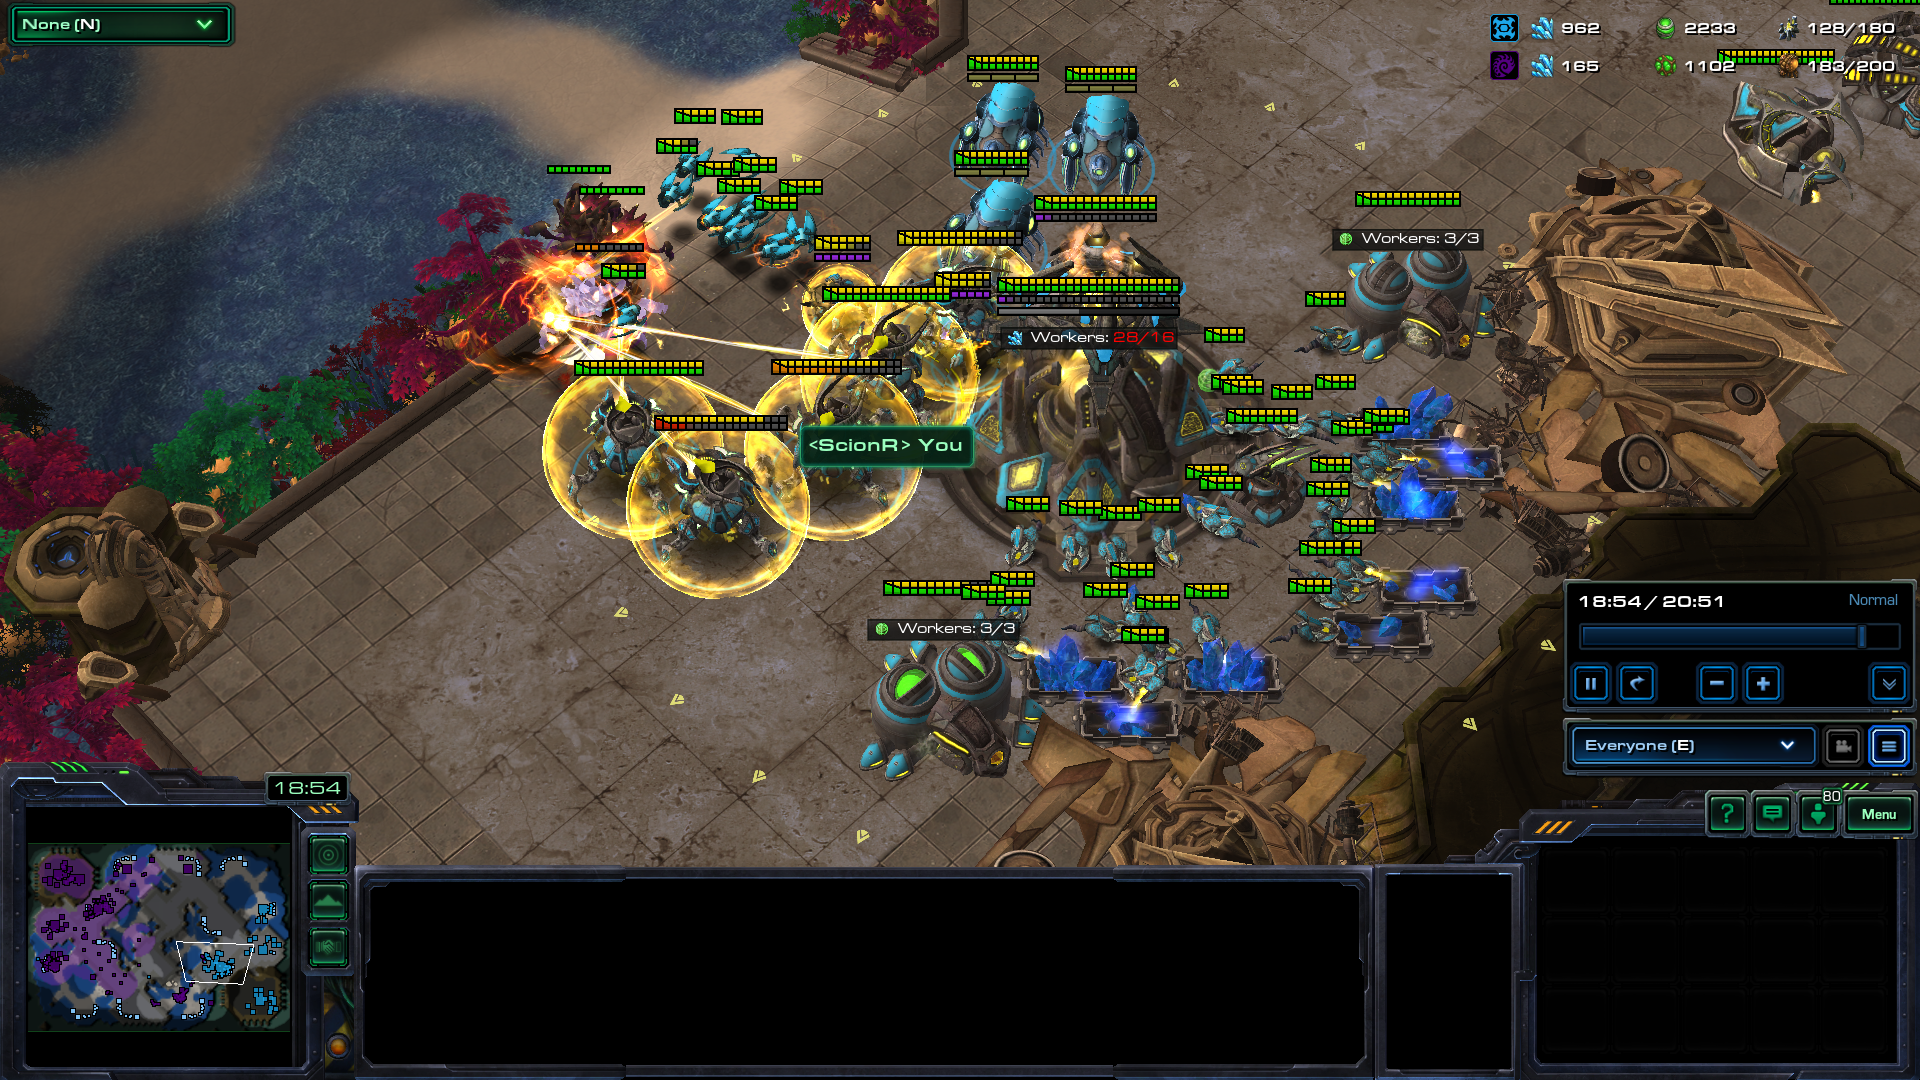 None (N)
962 2233 128/180
165 1102 183/200
Workers: 3/3
Workers: 28/18
<ScionR> You
Workers: 3/3
18:54 / 20:51 Normal
Everyone (E)
18:54
80
? Menu